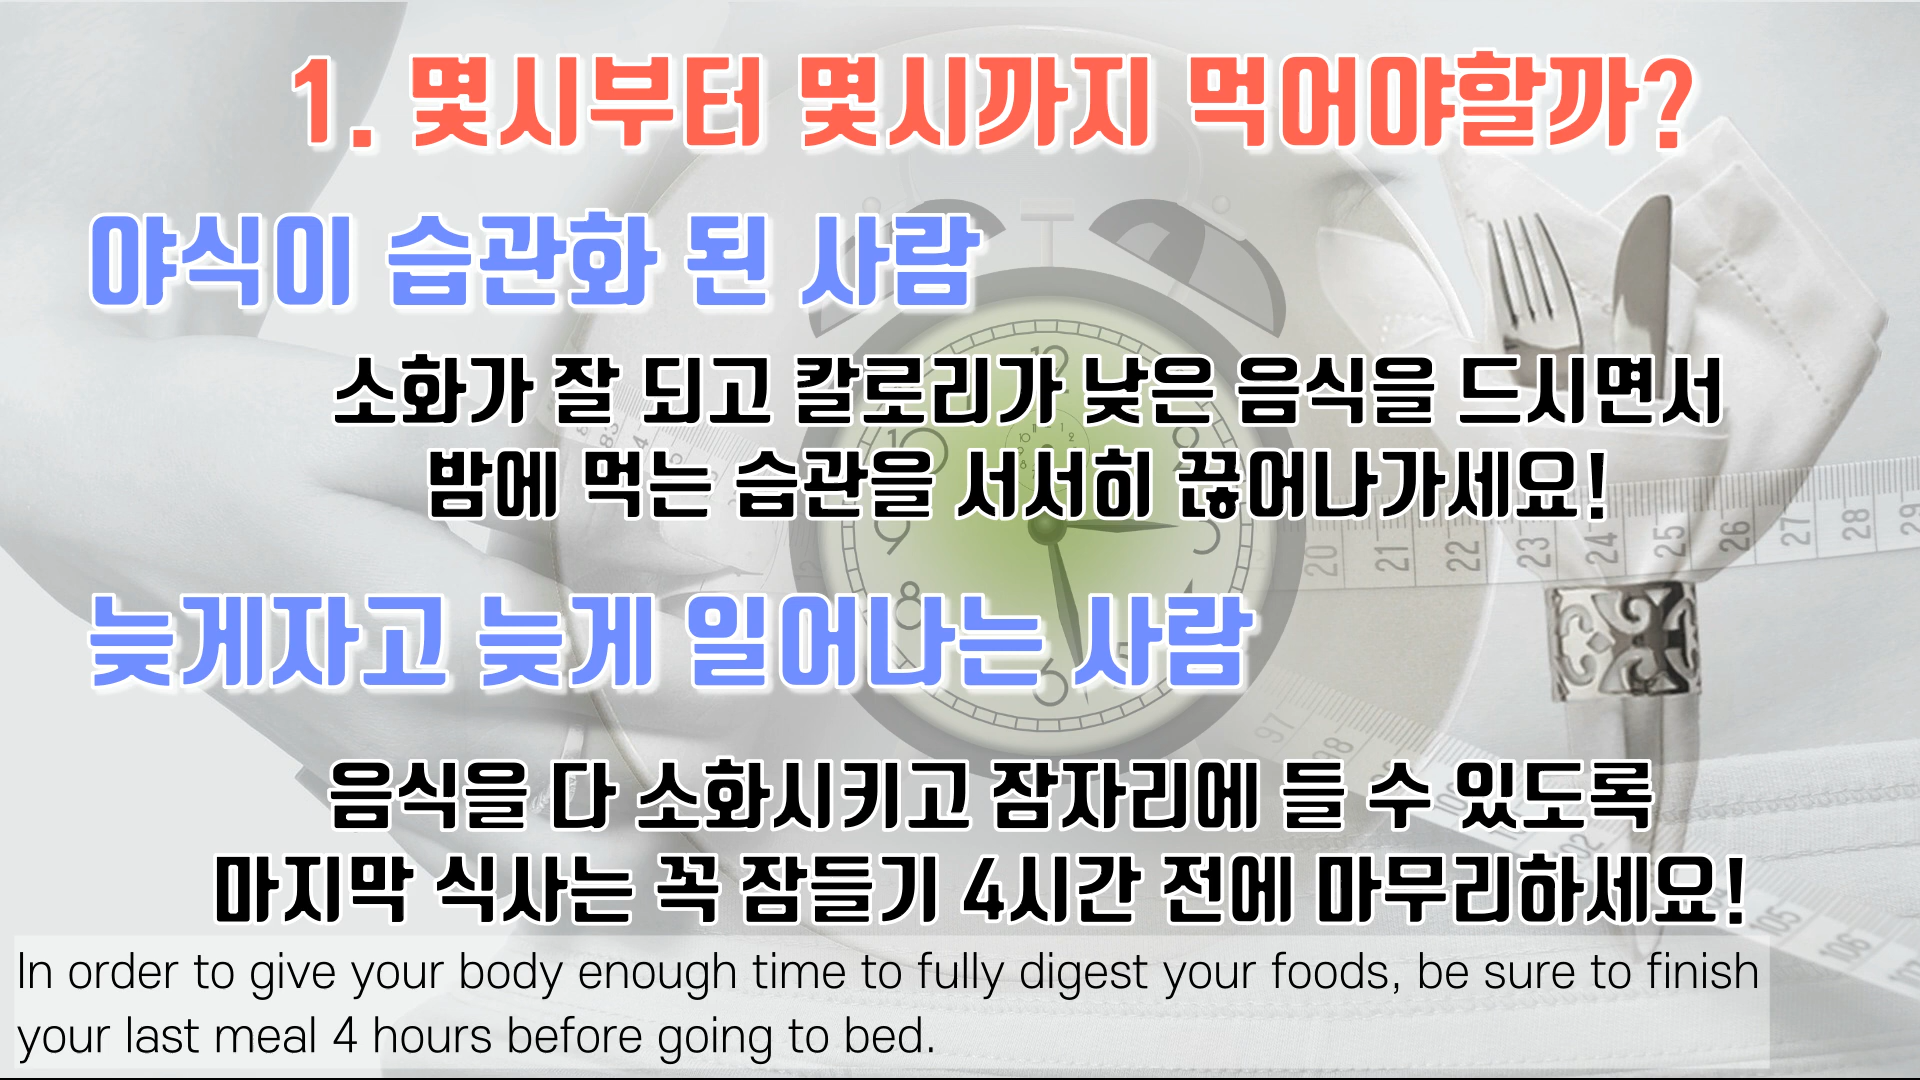 1. 몇시부터 몇시까지 먹어야할까?
야식이 습관화 된 사람
소화가 잘 되고 칼로리가 낮은 음식을 드시면서
밤에 먹는 습관을 서서히 끊어나가세요!
늦게자고 늦게 일어나는 사람
음식을 다 소화시키고 잠자리에 들 수 있도록
마지막 식사는 꼭 잠들기 4시간 전에 마무리하세요!
In order to give your body enough time to fully digest your foods, be sure to finish
your last meal 4 hours before going to bed.